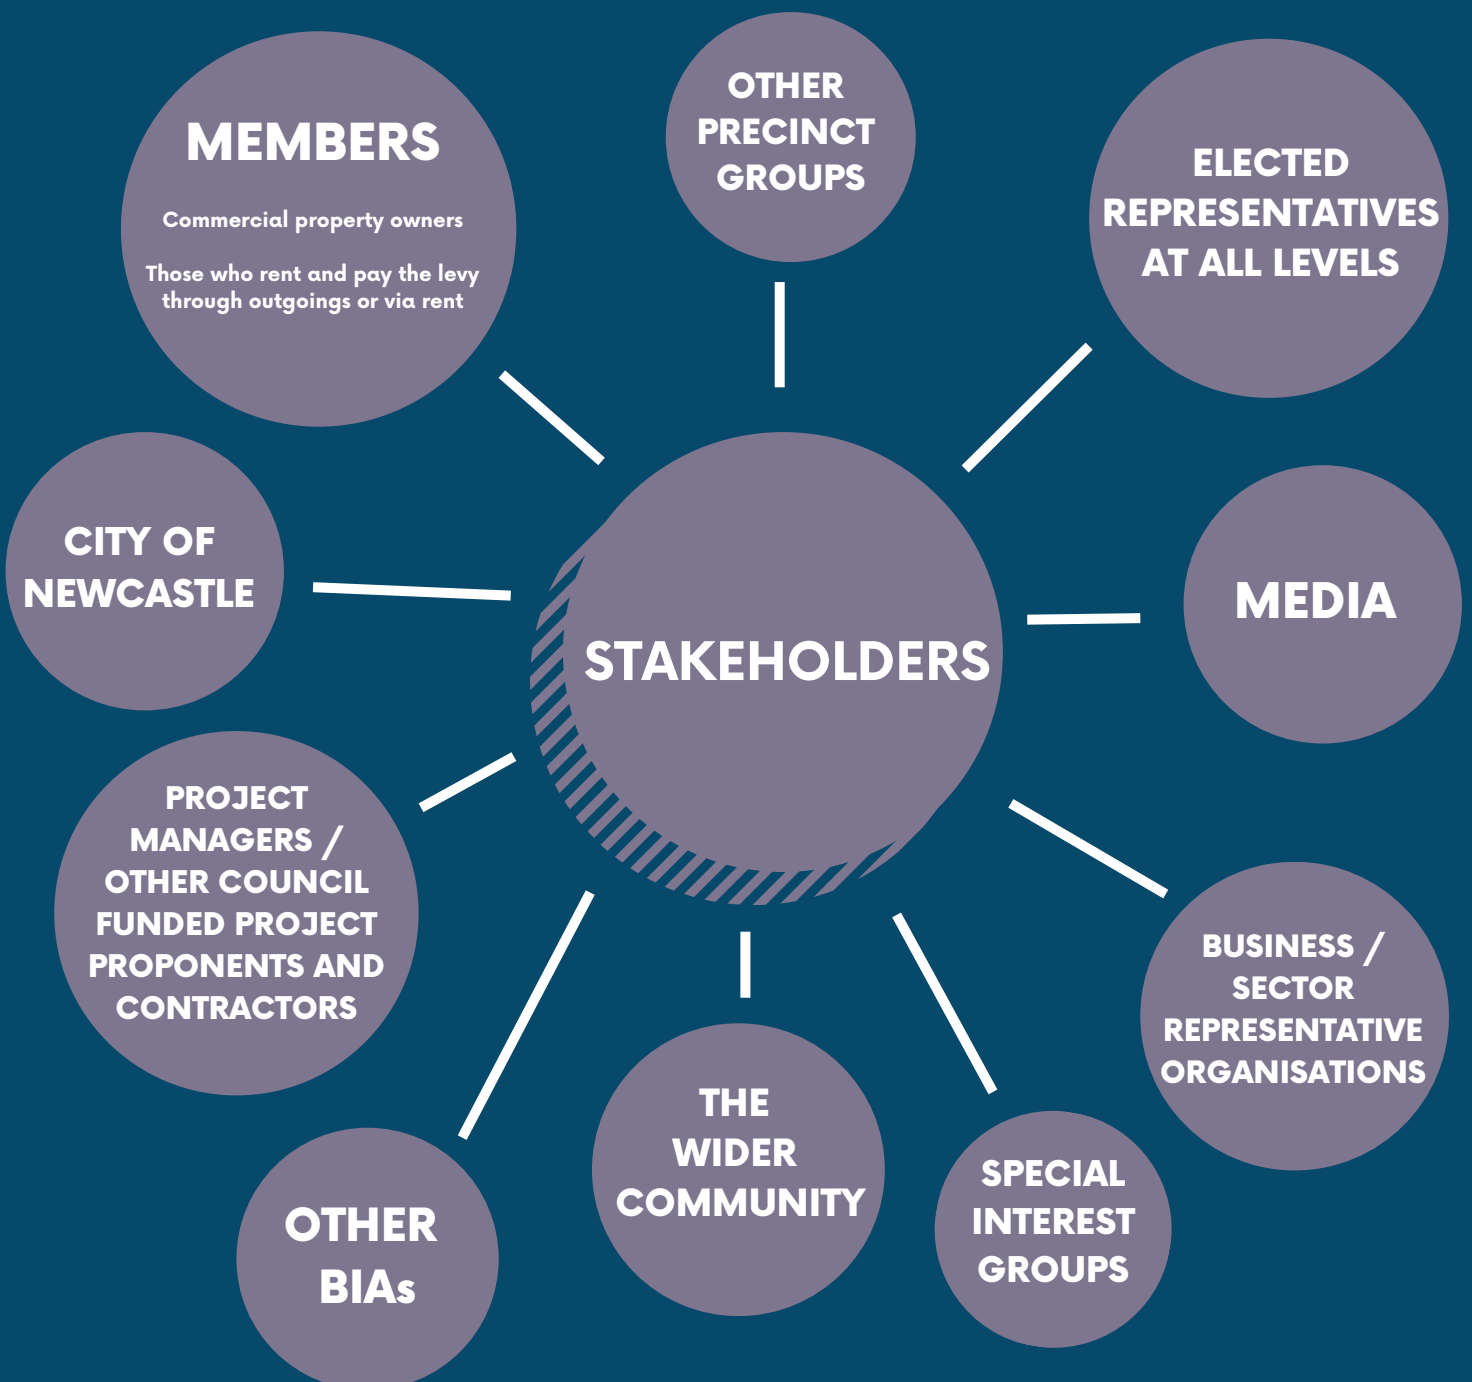 MEMBERS
Commercial property owners
Those who rent and pay the levy
through outgoings or via rent
OTHER
PRECINCT
GROUPS
ELECTED
REPRESENTATIVES
AT ALL LEVELS
CITY OF
NEWCASTLE
STAKEHOLDERS
MEDIA
PROJECT
MANAGERS /
OTHER COUNCIL
FUNDED PROJECT
PROPONENTS AND
CONTRACTORS
BUSINESS /
SECTOR
REPRESENTATIVE
ORGANISATIONS
OTHER
BIAs
THE
WIDER
COMMUNITY
SPECIAL
INTEREST
GROUPS